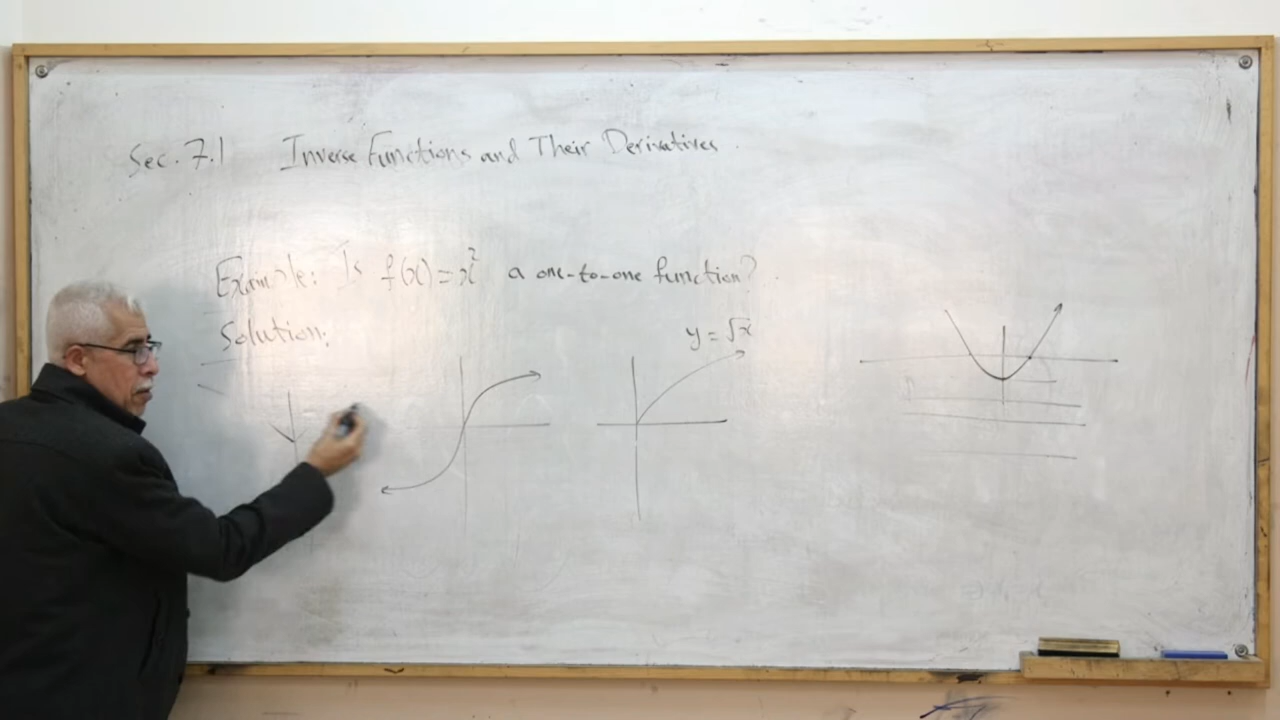 Sec. 7.1 Inverse Functions and Their Derivatives
Example: Is f(x) = x² a one-to-one function?
Solution:
y = √x